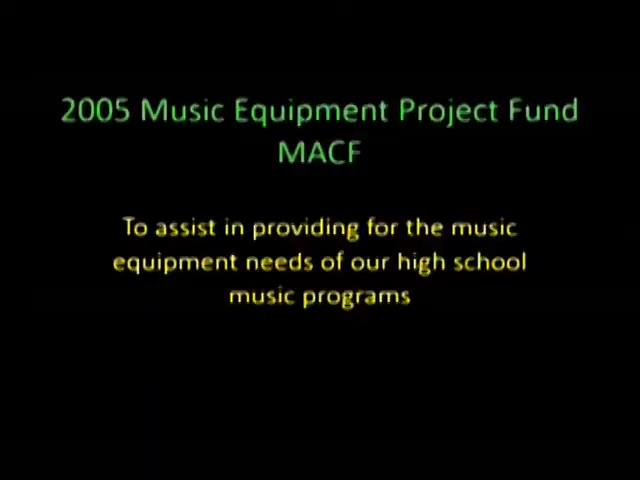 2005 Music Equipment Project Fund
MACF
To assist in providing for the music
equipment needs of our high school
music programs